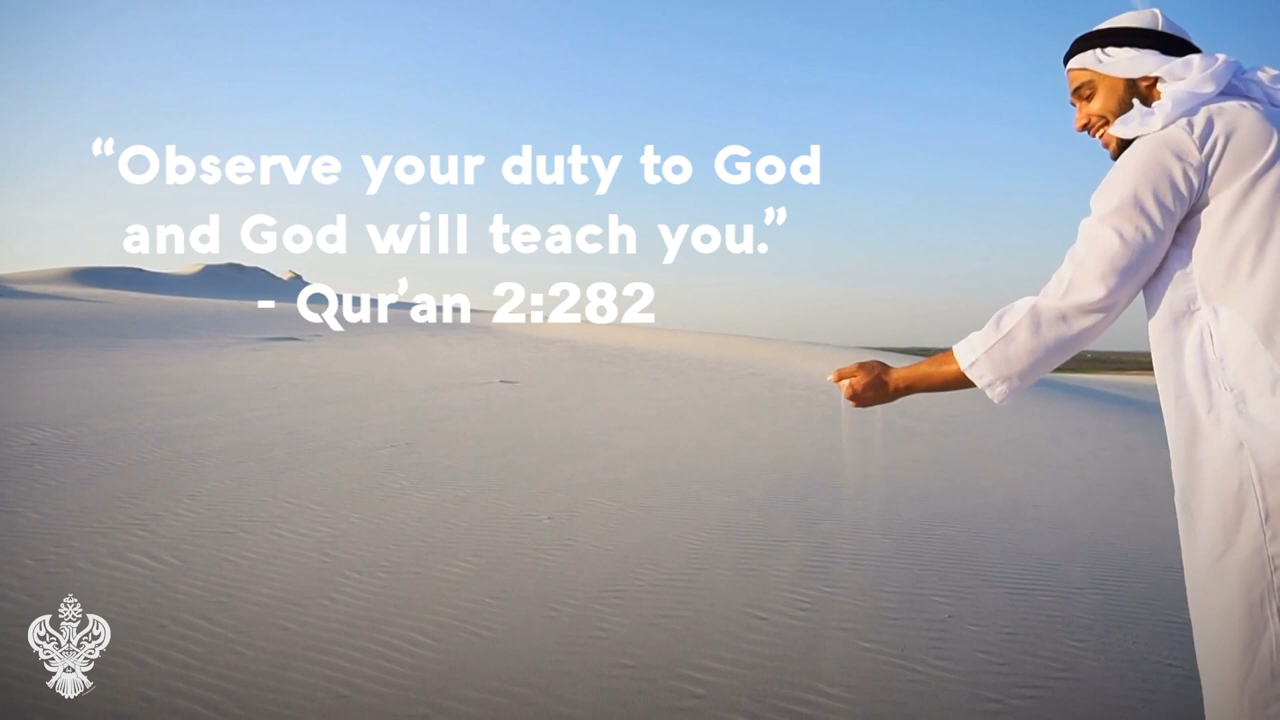 “Observe your duty to God
and God will teach you.”
- Qur’an 2:282